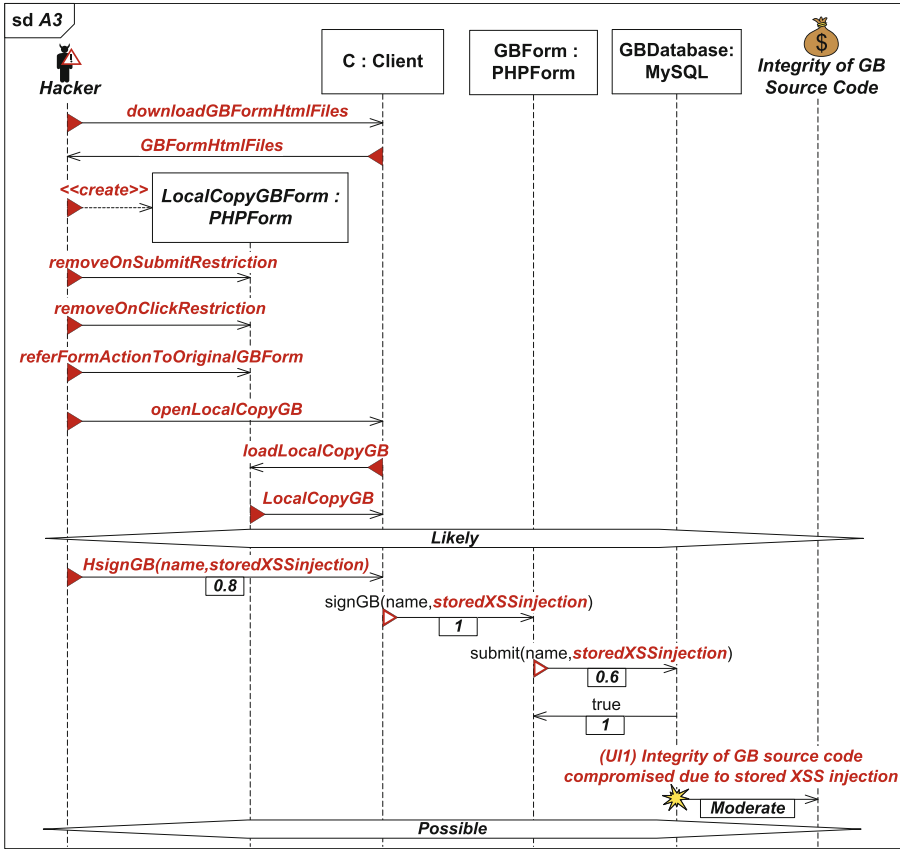 sd A3
Hacker
C : Client
GBForm :
PHPForm
GBDatabase:
MySQL
$
Integrity of GB
Source Code
!
downloadGBFormHtmlFiles
GBFormHtmlFiles
<<create>>
LocalCopyGBForm :
PHPForm
removeOnSubmitRestriction
removeOnClickRestriction
referFormActionToOriginalGBForm
openLocalCopyGB
loadLocalCopyGB
LocalCopyGB
Likely
HsignGB(name,storedXSSinjection)
0.8
signGB(name,storedXSSinjection)
1
submit(name,storedXSSinjection)
0.6
true
1
(UI1) Integrity of GB source code
compromised due to stored XSS injection
Moderate
Possible